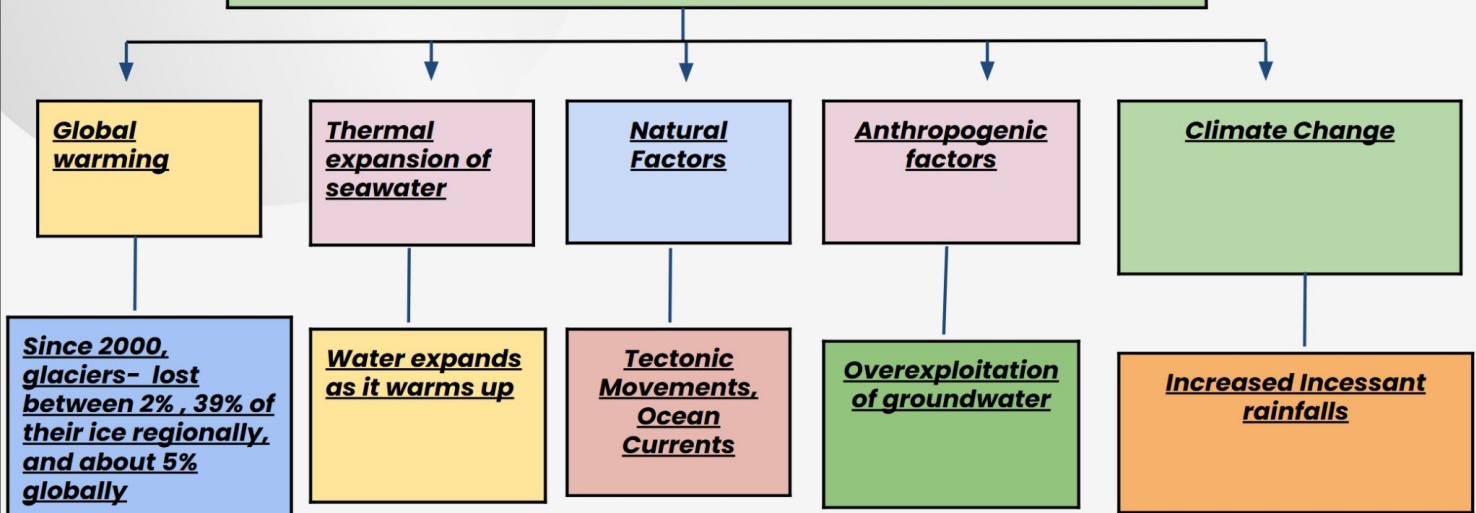 Global
warming
Thermal
expansion of
seawater
Natural
Factors
Anthropogenic
factors
Climate Change
Since 2000,
glaciers- lost
between 2% , 39% of
their ice regionally,
and about 5%
globally
Water expands
as it warms up
Tectonic
Movements,
Ocean
Currents
Overexploitation
of groundwater
Increased Incessant
rainfalls